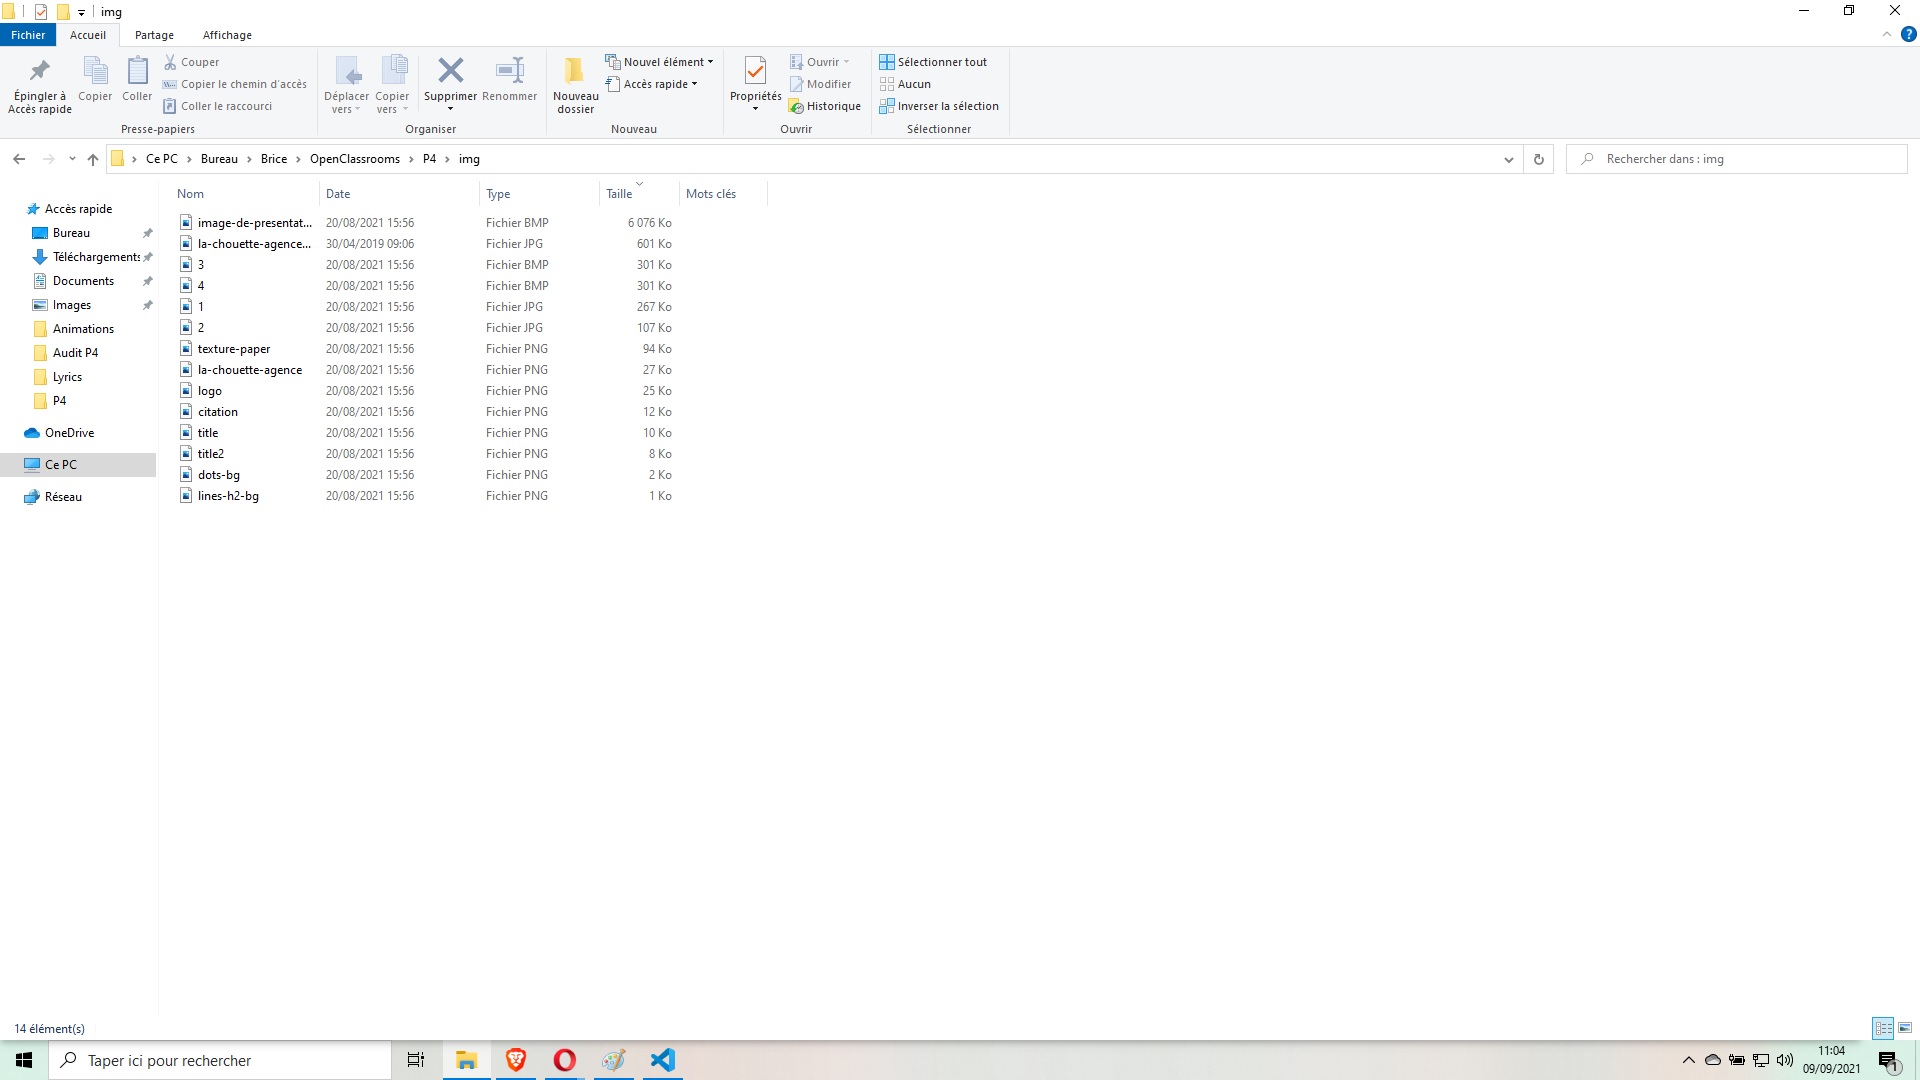 img
Fichier Accueil Partage Affichage
Épingler à Accès rapide
Copier
Coller
Couper
Copier le chemin d'accès
Coller le raccourci
Presse-papiers
Déplacer vers
Copier vers
Supprimer
Renommer
Organiser
Nouveau dossier
Nouvel élément
Accès rapide
Nouveau
Propriétés
Ouvrir
Modifier
Historique
Ouvrir
Sélectionner tout
Aucun
Inverser la sélection
Sélectionner
Ce PC > Bureau > Brice > OpenClassrooms > P4 > img
Rechercher dans : img
Accès rapide
Bureau
Téléchargements
Documents
Images
Animations
Audit P4
Lyrics
P4
OneDrive
Ce PC
Réseau
Nom Date Type Taille Mots clés
image-de-presentat... 20/08/2021 15:56 Fichier BMP 6 076 Ko
la-chouette-agence... 30/04/2019 09:06 Fichier JPG 601 Ko
3 20/08/2021 15:56 Fichier BMP 301 Ko
4 20/08/2021 15:56 Fichier BMP 301 Ko
1 20/08/2021 15:56 Fichier JPG 267 Ko
2 20/08/2021 15:56 Fichier JPG 107 Ko
texture-paper 20/08/2021 15:56 Fichier PNG 94 Ko
la-chouette-agence 20/08/2021 15:56 Fichier PNG 27 Ko
logo 20/08/2021 15:56 Fichier PNG 25 Ko
citation 20/08/2021 15:56 Fichier PNG 12 Ko
title 20/08/2021 15:56 Fichier PNG 10 Ko
title2 20/08/2021 15:56 Fichier PNG 8 Ko
dots-bg 20/08/2021 15:56 Fichier PNG 2 Ko
lines-h2-bg 20/08/2021 15:56 Fichier PNG 1 Ko
14 élément(s)
Taper ici pour rechercher
11:04
09/09/2021
1